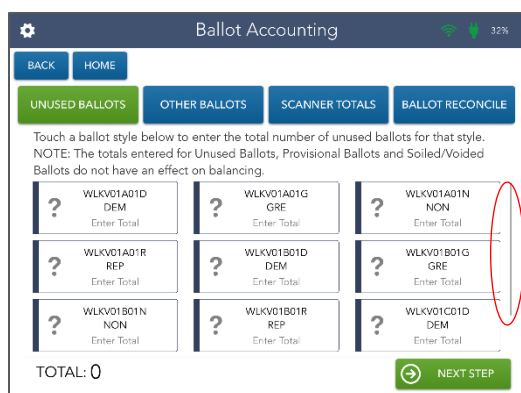 Ballot Accounting
32%
BACK
HOME
UNUSED BALLOTS
OTHER BALLOTS
SCANNER TOTALS
BALLOT RECONCILE
Touch a ballot style below to enter the total number of unused ballots for that style.
NOTE: The totals entered for Unused Ballots, Provisional Ballots and Soiled/Voided
Ballots do not have an effect on balancing.
?
WLKV01A01D
DEM
Enter Total
?
WLKV01A01G
GRE
Enter Total
?
WLKV01A01N
NON
Enter Total
?
WLKV01A01R
REP
Enter Total
?
WLKV01B01D
DEM
Enter Total
?
WLKV01B01G
GRE
Enter Total
?
WLKV01B01N
NON
Enter Total
?
WLKV01B01R
REP
Enter Total
?
WLKV01C01D
DEM
Enter Total
TOTAL: 0
NEXT STEP